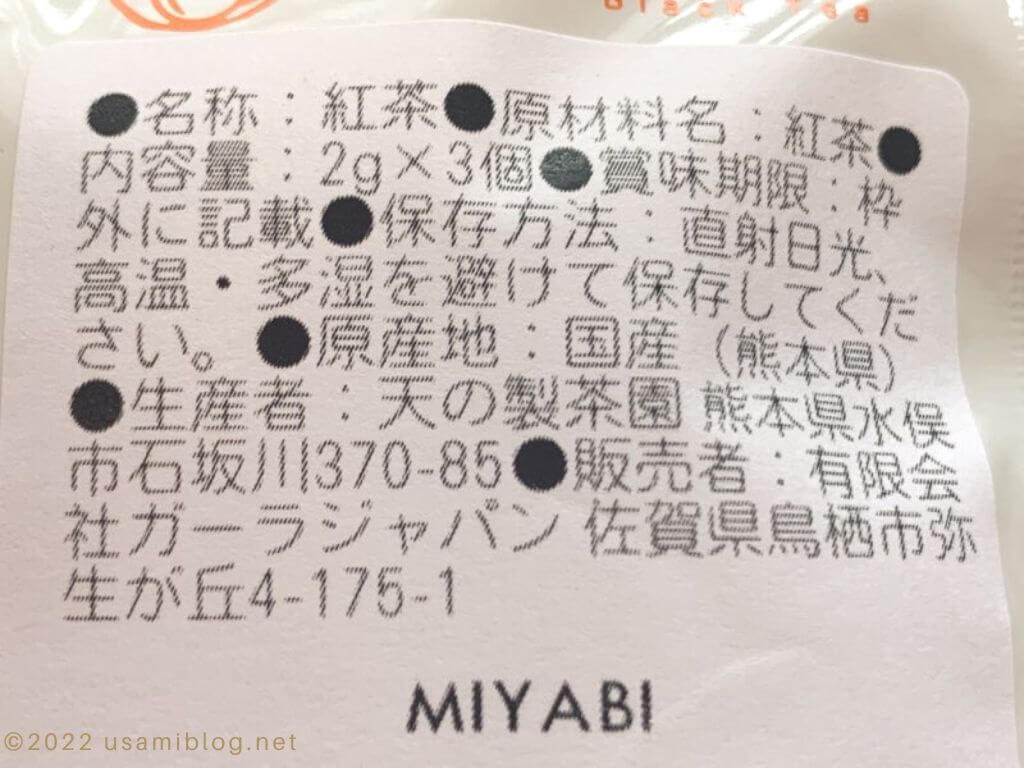 Black Tea
●名称：紅茶●原材料名：紅茶●
内容量：2g×3個●賞味期限：枠
外に記載●保存方法：直射日光、
高温・多湿を避けて保存してくだ
さい。●原産地：国産（熊本県）
●生産者：天の製茶園 熊本県水俣
市石坂川370-85●販売者：有限会
社ガーラジャパン 佐賀県鳥栖市弥
生が丘4-175-1
MIYABI
©2022 usamiblog.net